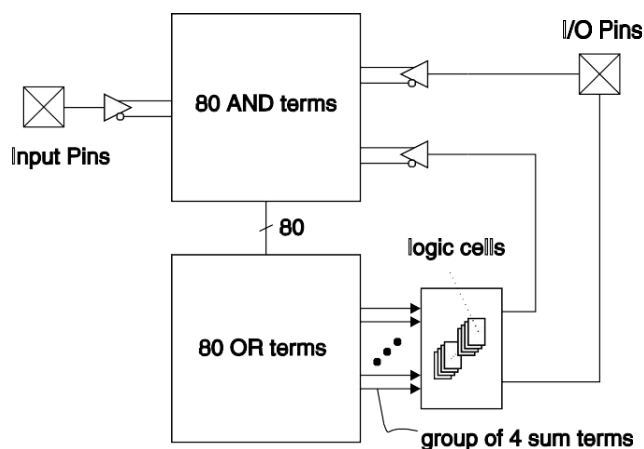 I/O Pins
80 AND terms
Input Pins
80
logic cells
80 OR terms
group of 4 sum terms